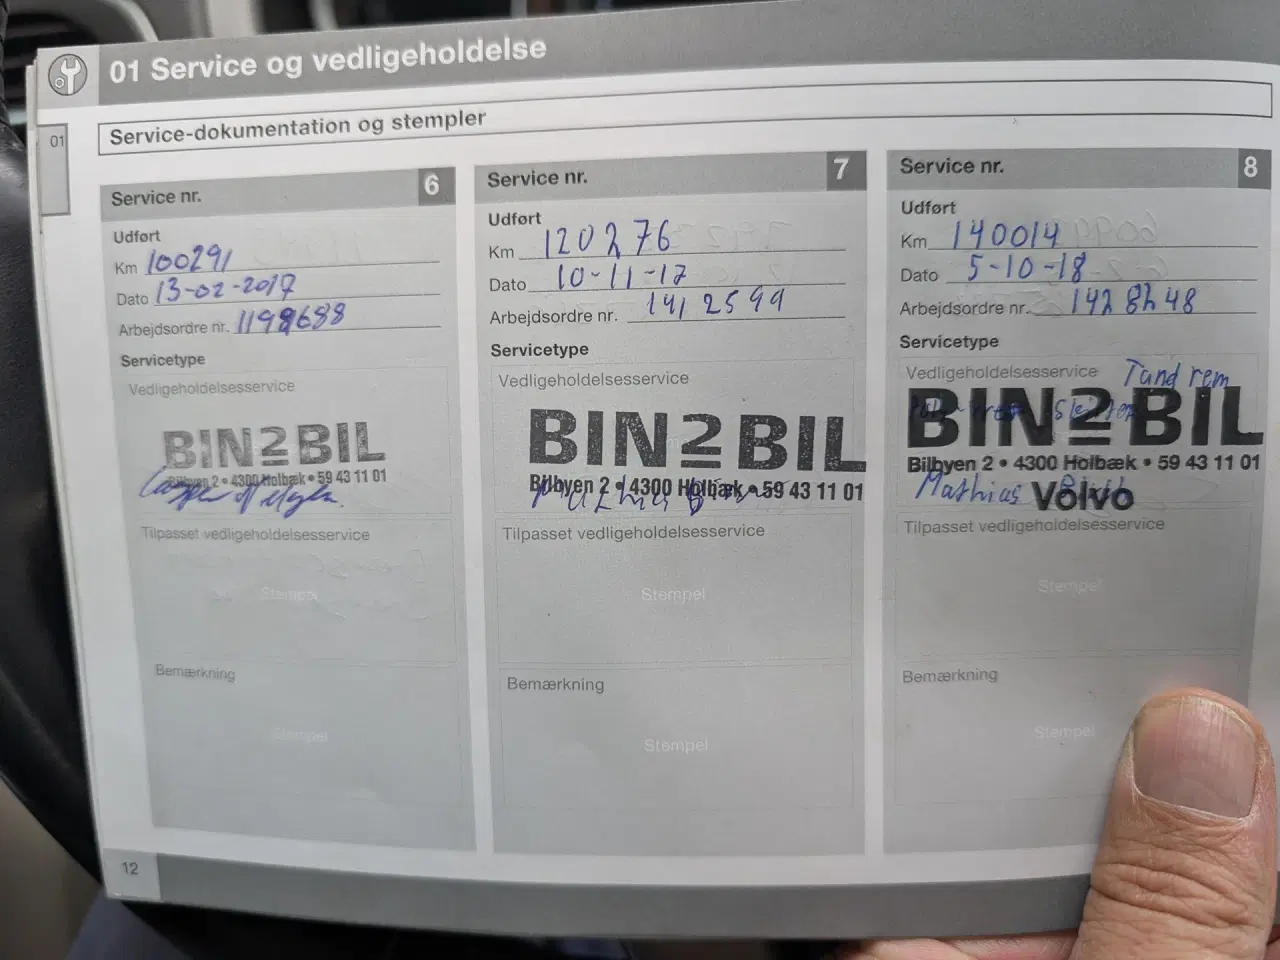 01 Service og vedligeholdelse
01
Service-dokumentation og stempler
Service nr. 6
Udført
Km 100291
Dato 13-02-2017
Arbejdsordre nr. 1198688
Servicetype
Vedligeholdelsesservice
BIN2BIL
Bilbyen 2 • 4300 Holbæk • 59 43 11 01
Tilpasset vedligeholdelsesservice
Stempel
Bemærkning
Stempel
Service nr. 7
Udført
Km 120276
Dato 10-11-17
Arbejdsordre nr. 1412599
Servicetype
Vedligeholdelsesservice
BIN2BIL
Bilbyen 2 • 4300 Holbæk • 59 43 11 01
Mathias
Tilpasset vedligeholdelsesservice
Stempel
Bemærkning
Stempel
Service nr. 8
Udført
Km 140014
Dato 5-10-18
Arbejdsordre nr. 1428248
Servicetype
Vedligeholdelsesservice Tand rem
BIN2BIL
Bilbyen 2 • 4300 Holbæk • 59 43 11 01
Mathias Volvo
Tilpasset vedligeholdelsesservice
Stempel
Bemærkning
Stempel
12